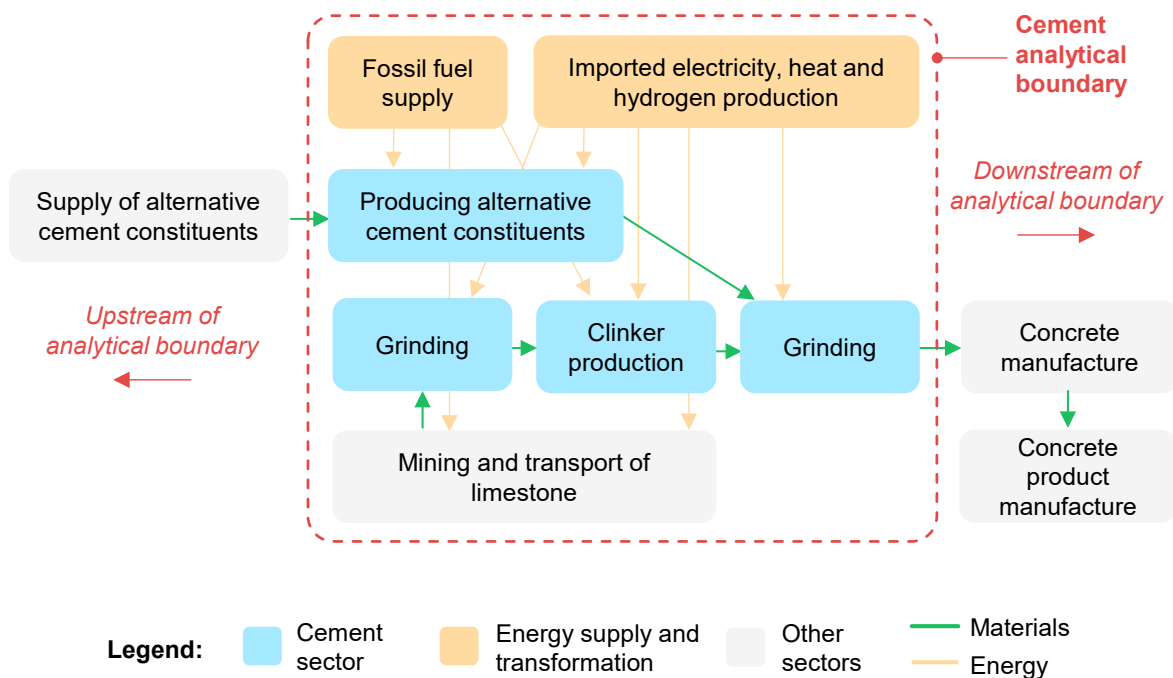 Cement
analytical
boundary
Fossil fuel
supply
Imported electricity, heat and
hydrogen production
Supply of alternative
cement constituents
Producing alternative
cement constituents
Downstream of
analytical boundary
Upstream of
analytical boundary
Grinding
Clinker
production
Grinding
Concrete
manufacture
Mining and transport of
limestone
Concrete
product
manufacture
Legend:
Cement
sector
Energy supply and
transformation
Other
sectors
Materials
Energy